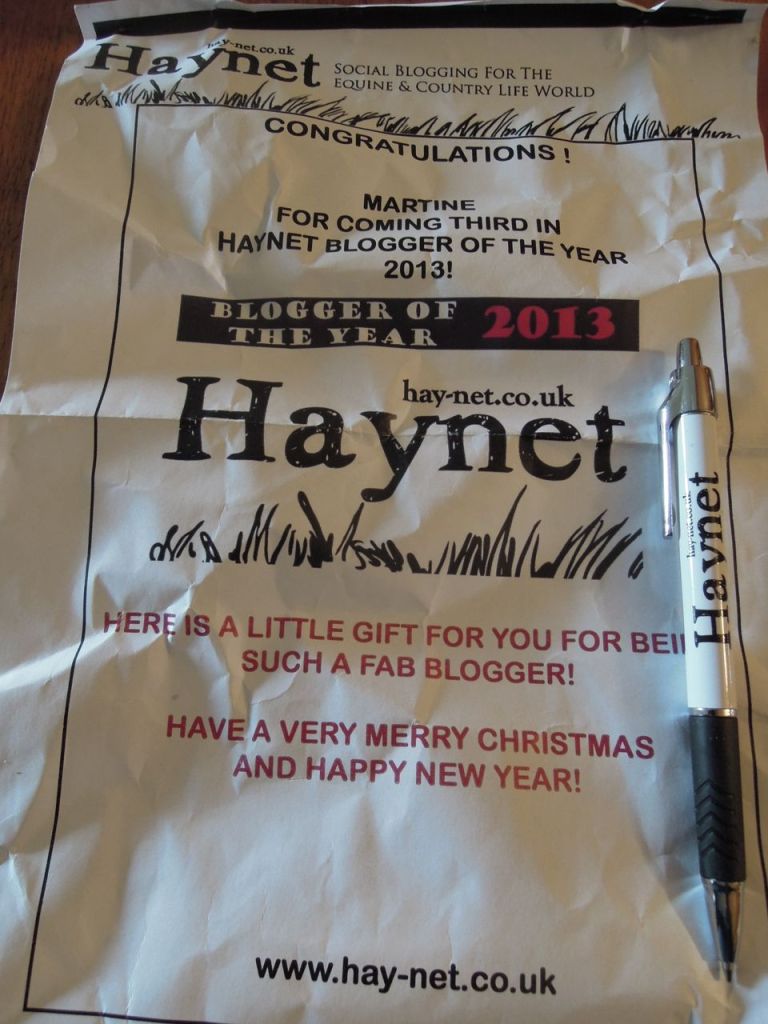 hay-net.co.uk
Haynet
SOCIAL BLOGGING FOR THE
EQUINE & COUNTRY LIFE WORLD
CONGRATULATIONS !
MARTINE
FOR COMING THIRD IN
HAYNET BLOGGER OF THE YEAR
2013!
BLOGGER OF
THE YEAR
2013
hay-net.co.uk
Haynet
HERE IS A LITTLE GIFT FOR YOU FOR BEI
SUCH A FAB BLOGGER!
HAVE A VERY MERRY CHRISTMAS
AND HAPPY NEW YEAR!
www.hay-net.co.uk
hay-net.co.uk
Haynet